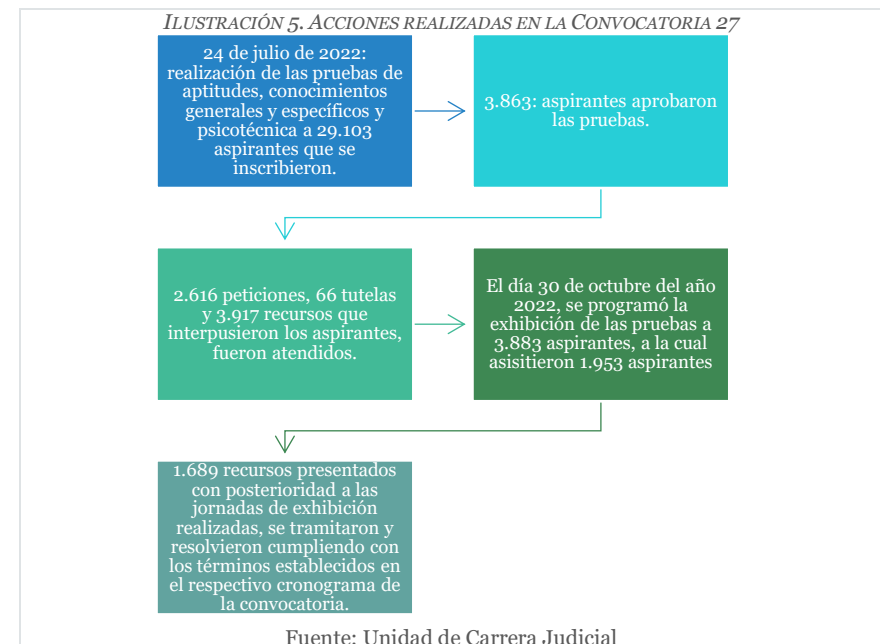 ILUSTRACIÓN 5. ACCIONES REALIZADAS EN LA CONVOCATORIA 27
24 de julio de 2022:
realización de las pruebas de
aptitudes, conocimientos
generales y específicos y
psicotécnica a 29.103
aspirantes que se
inscribieron.
3.863: aspirantes aprobaron
las pruebas.
2.616 peticiones, 66 tutelas
y 3.917 recursos que
interpusieron los aspirantes,
fueron atendidos.
El día 30 de octubre del año
2022, se programó la
exhibición de las pruebas a
3.883 aspirantes, a la cual
asisitieron 1.953 aspirantes
1.689 recursos presentados
con posterioridad a las
jornadas de exhibición
realizadas, se tramitaron y
resolvieron cumpliendo con
los términos establecidos en
el respectivo cronograma de
la convocatoria.
Fuente: Unidad de Carrera Judicial